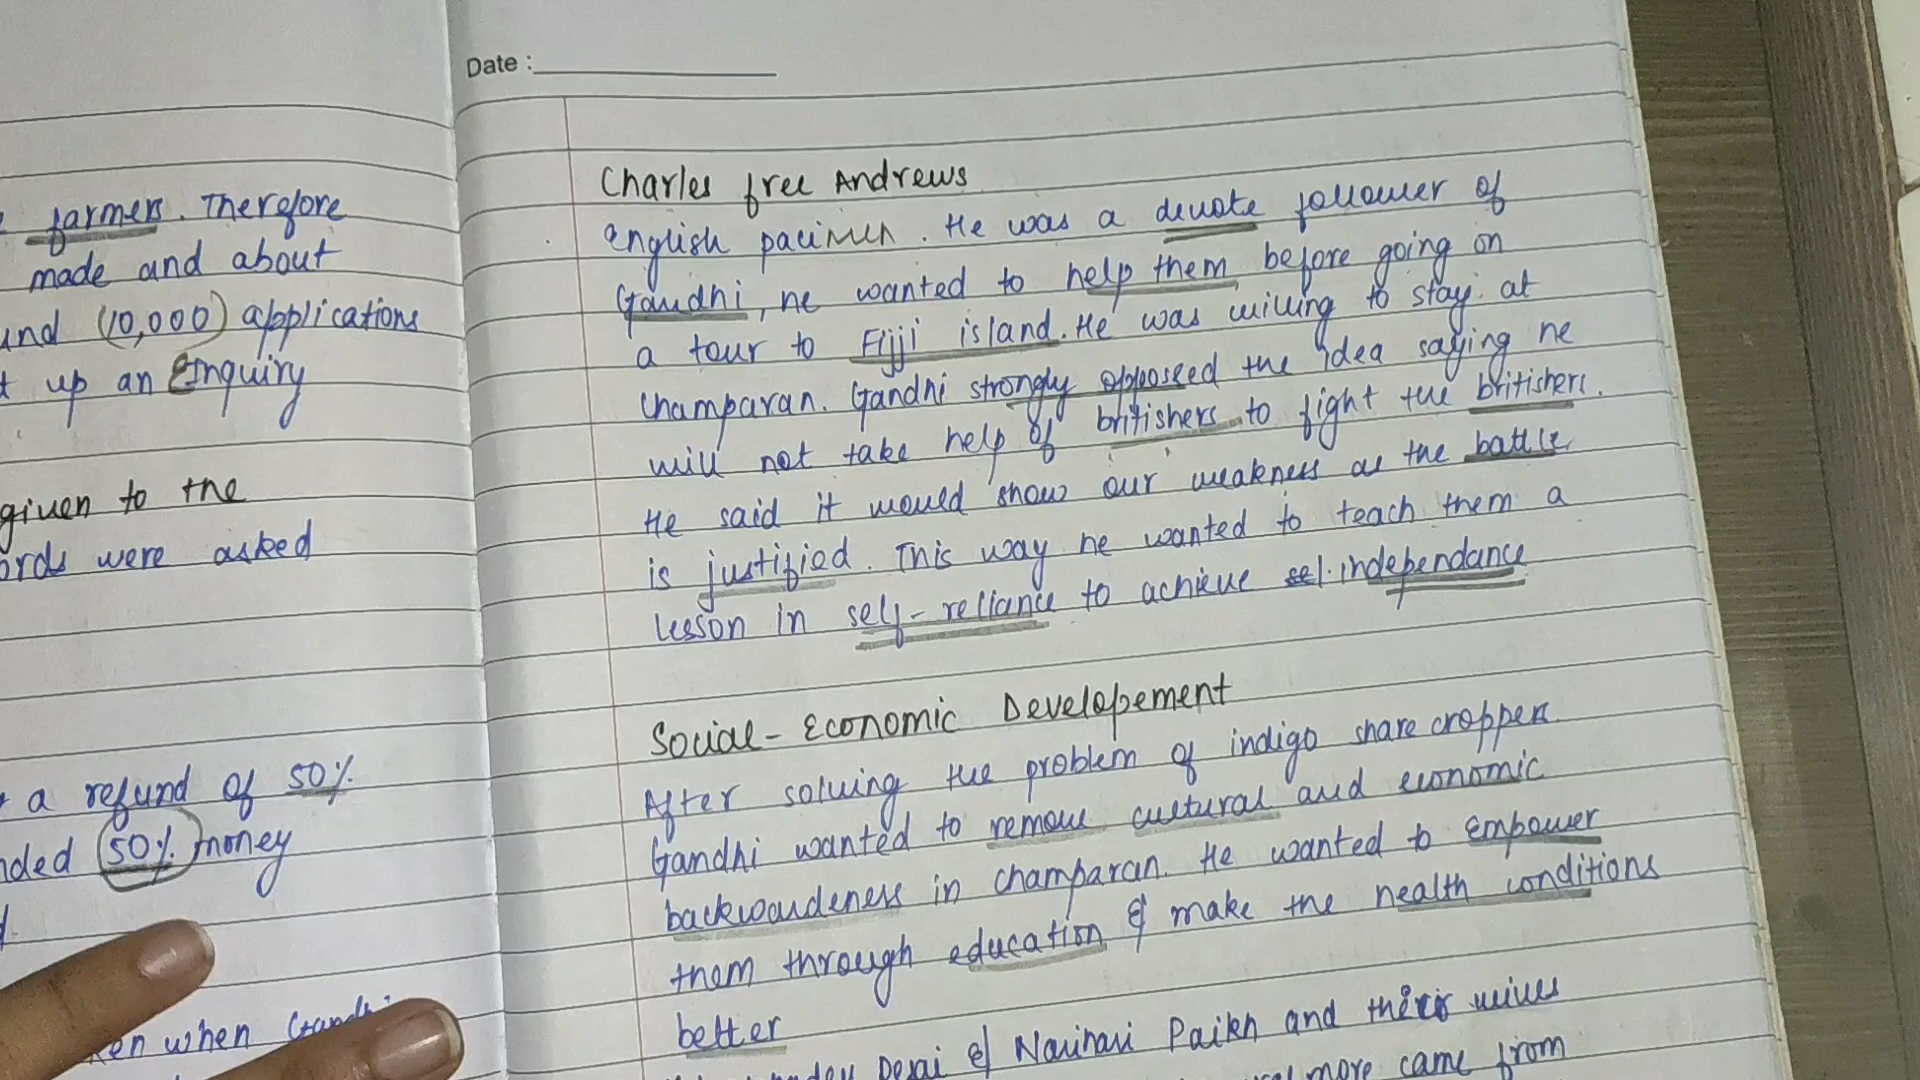 farmers. Therefore
made and about
(10,000) applications
up an Enquiry
given to the
were asked
a refund of 50%
50% money
when Gandhi
Date :
Charles free Andrews
english pacimen. He was a devote follower of
Gandhi, he wanted to help them before going on
a tour to Fijji island. He was willing to stay at
champaran. Gandhi strongly opposed the idea saying he
will not take help of britishers to fight the britishers.
He said it would show our weakness as the battle
is justified. This way he wanted to teach them a
lesson in self-reliance to achieve independance
Social-Economic Developement
After solving the problem of indigo share croppers
Gandhi wanted to remove cultural and economic
backwardeness in champaran. He wanted to Empower
them through education & make the health conditions
better
Desai & Narihari Paikh and their wives
more came from